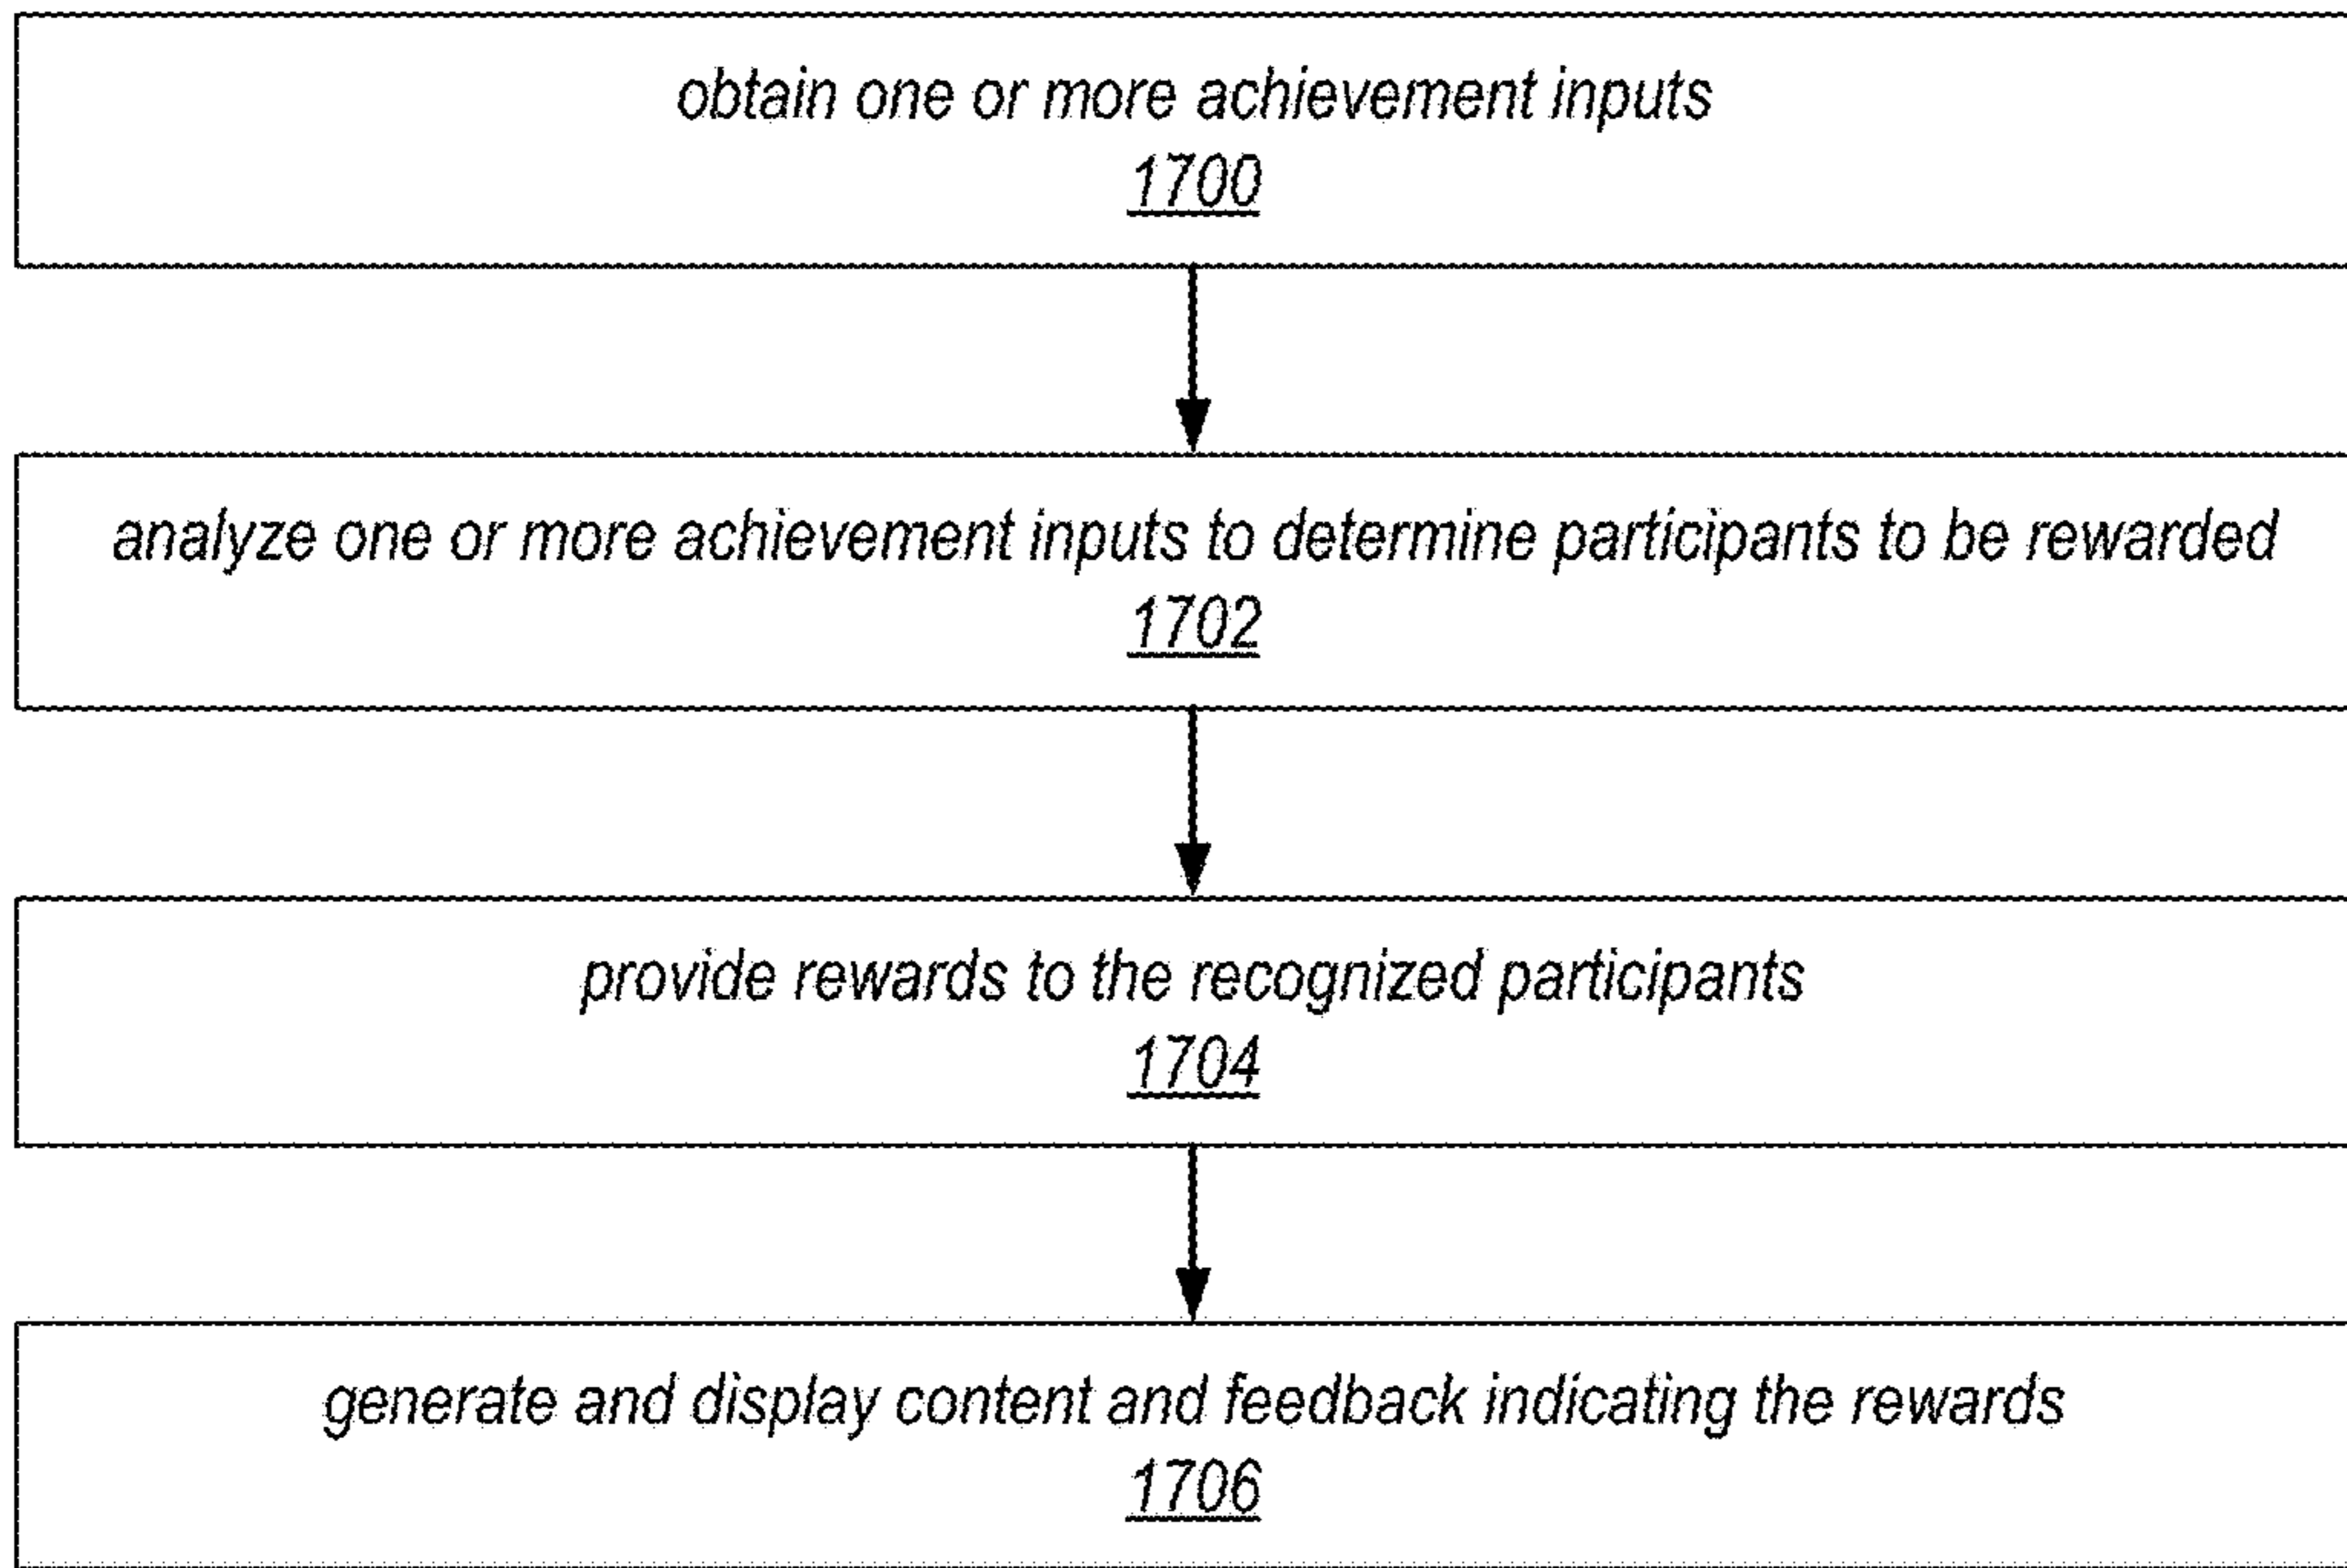 obtain one or more achievement inputs
1700
analyze one or more achievement inputs to determine participants to be rewarded
1702
provide rewards to the recognized participants
1704
generate and display content and feedback indicating the rewards
1706